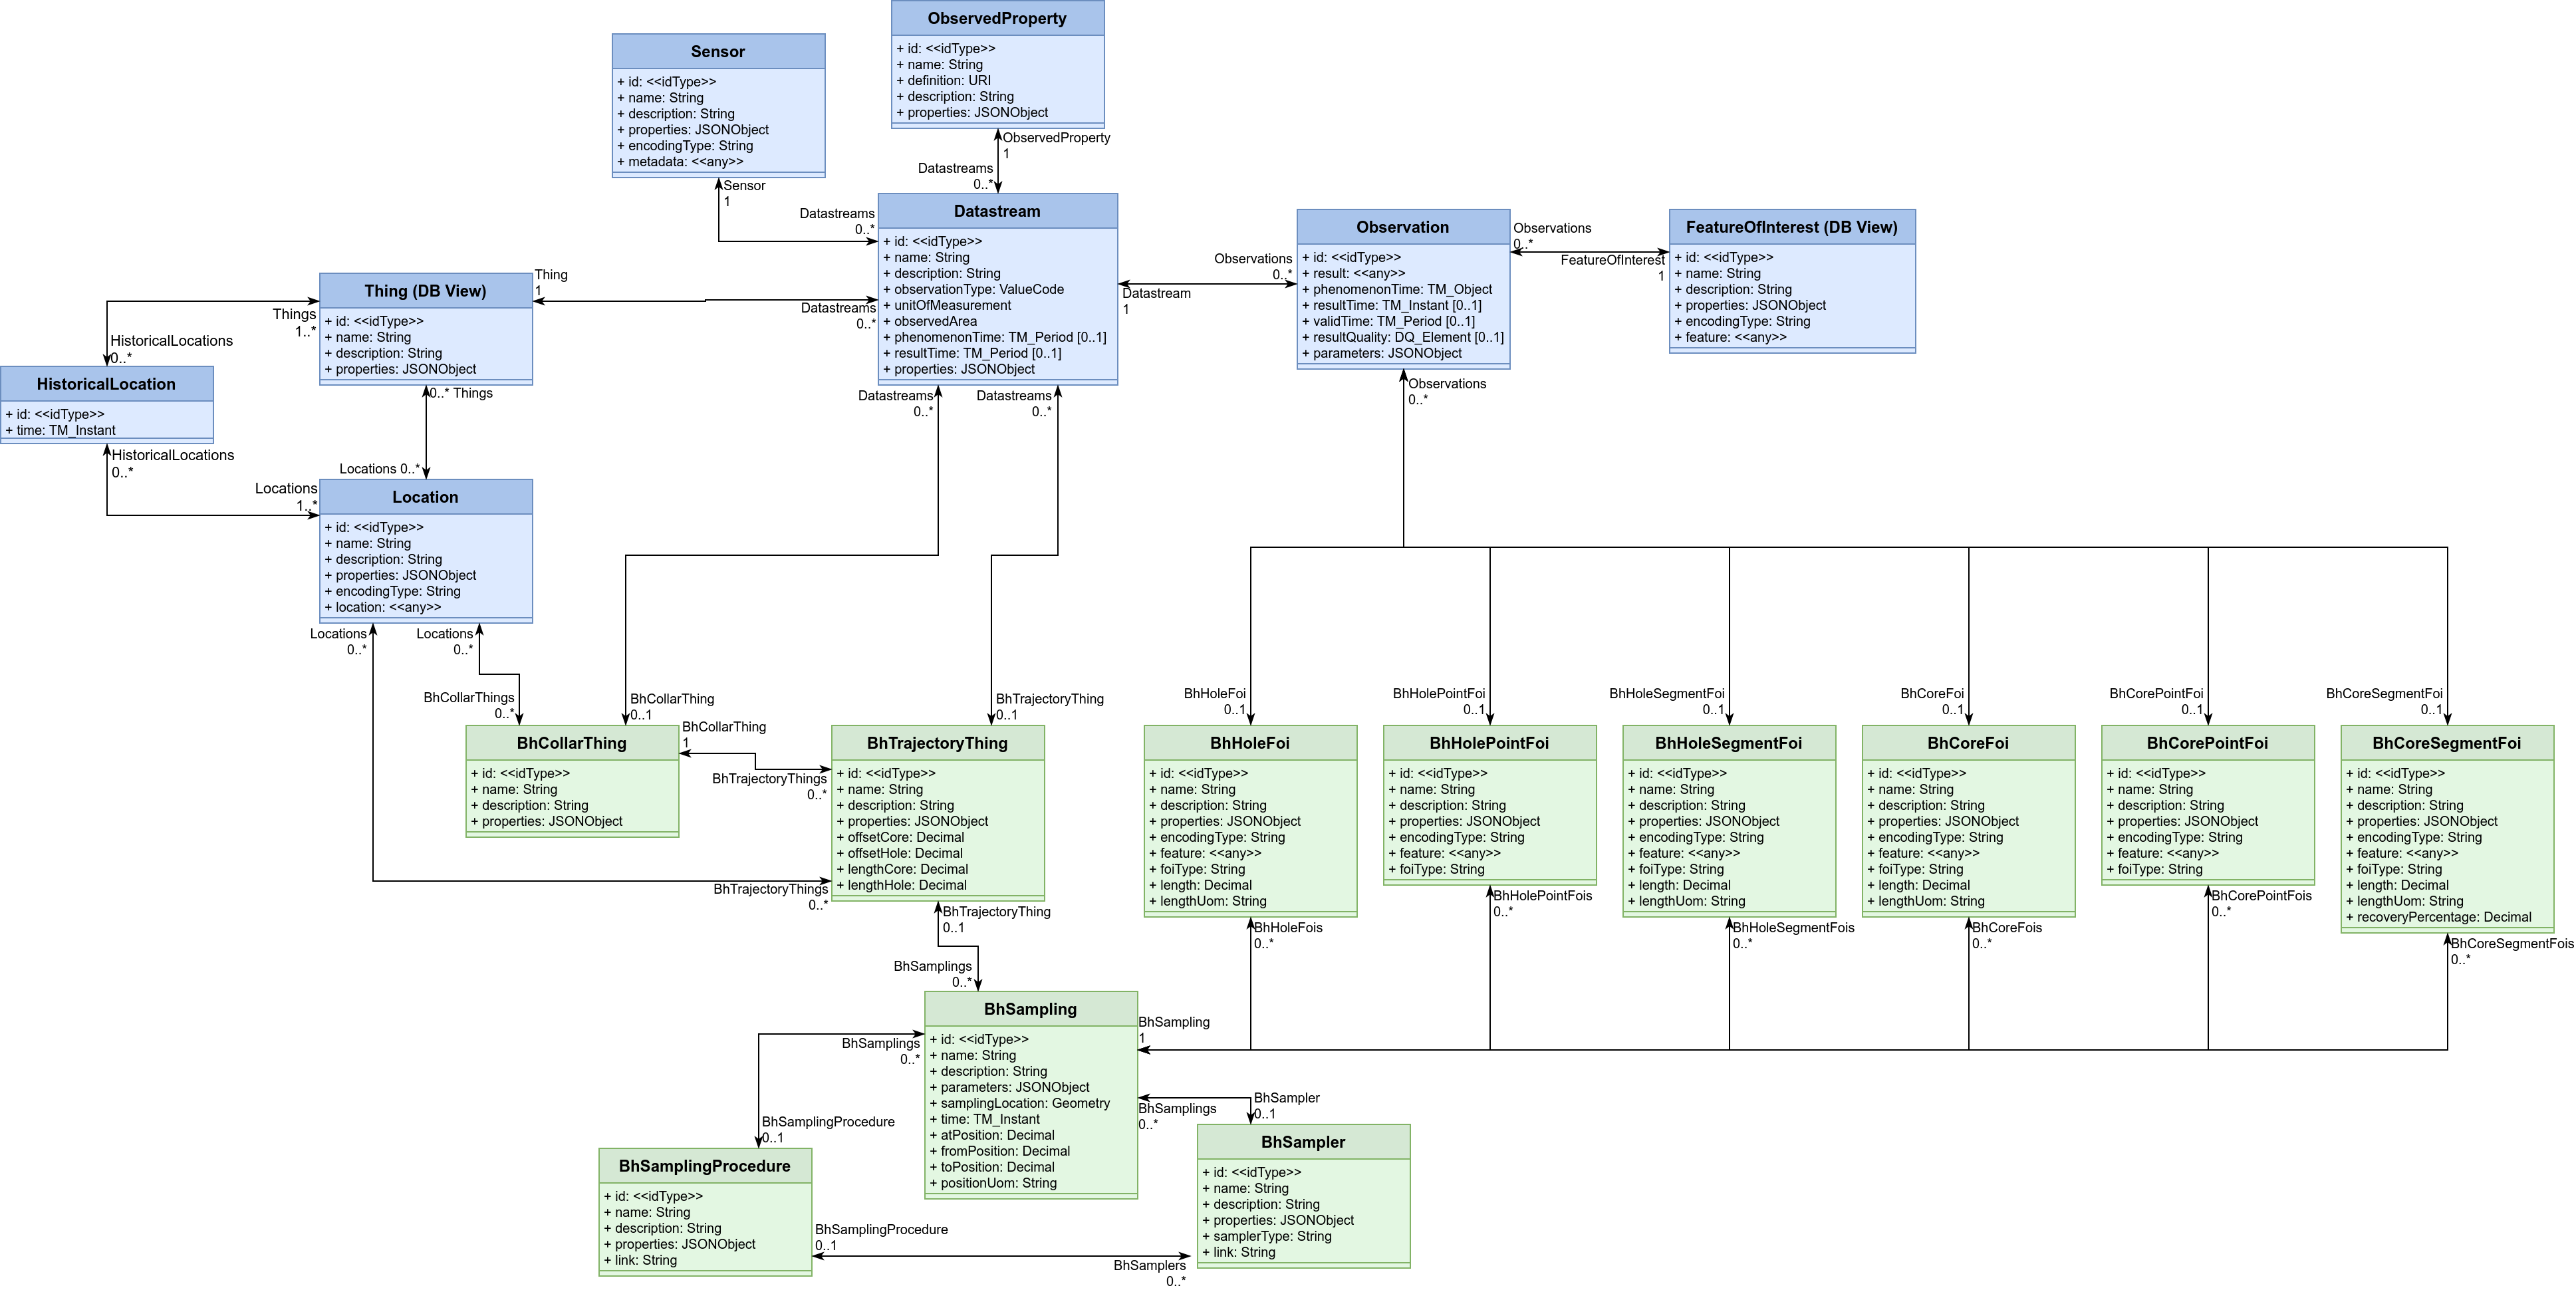 ObservedProperty
+ id: <<idType>>
+ name: String
+ definition: URI
+ description: String
+ properties: JSONObject
Sensor
+ id: <<idType>>
+ name: String
+ description: String
+ properties: JSONObject
+ encodingType: String
+ metadata: <<any>>
ObservedProperty
1
Datastreams
0..*
Sensor
1
Datastreams
0..*
Datastream
+ id: <<idType>>
+ name: String
+ description: String
+ observationType: ValueCode
+ unitOfMeasurement
+ observedArea
+ phenomenonTime: TM_Period [0..1]
+ resultTime: TM_Period [0..1]
+ properties: JSONObject
Observations
0..*
Datastream
1
Observation
+ id: <<idType>>
+ result: <<any>>
+ phenomenonTime: TM_Object
+ resultTime: TM_Instant [0..1]
+ validTime: TM_Period [0..1]
+ resultQuality: DQ_Element [0..1]
+ parameters: JSONObject
Observations
0..*
FeatureOfInterest
1
FeatureOfInterest (DB View)
+ id: <<idType>>
+ name: String
+ description: String
+ properties: JSONObject
+ encodingType: String
+ feature: <<any>>
Thing
1
Datastreams
0..*
Thing (DB View)
+ id: <<idType>>
+ name: String
+ description: String
+ properties: JSONObject
Things
1..*
HistoricalLocations
0..*
HistoricalLocation
+ id: <<idType>>
+ time: TM_Instant
HistoricalLocations
0..*
Locations
1..*
0..* Things
Locations 0..*
Location
+ id: <<idType>>
+ name: String
+ description: String
+ properties: JSONObject
+ encodingType: String
+ location: <<any>>
Datastreams
0..*
Datastreams
0..*
Observations
0..*
Locations
0..*
Locations
0..*
BhCollarThings
0..*
BhCollarThing
0..1
BhTrajectoryThing
0..1
BhHoleFoi
0..1
BhHolePointFoi
0..1
BhHoleSegmentFoi
0..1
BhCoreFoi
0..1
BhCorePointFoi
0..1
BhCoreSegmentFoi
0..1
BhCollarThing
+ id: <<idType>>
+ name: String
+ description: String
+ properties: JSONObject
BhCollarThing
1
BhTrajectoryThings
0..*
BhTrajectoryThings
0..*
BhTrajectoryThing
+ id: <<idType>>
+ name: String
+ description: String
+ properties: JSONObject
+ offsetCore: Decimal
+ offsetHole: Decimal
+ lengthCore: Decimal
+ lengthHole: Decimal
BhHoleFoi
+ id: <<idType>>
+ name: String
+ description: String
+ properties: JSONObject
+ encodingType: String
+ feature: <<any>>
+ foiType: String
+ length: Decimal
+ lengthUom: String
BhHolePointFoi
+ id: <<idType>>
+ name: String
+ description: String
+ properties: JSONObject
+ encodingType: String
+ feature: <<any>>
+ foiType: String
BhHoleSegmentFoi
+ id: <<idType>>
+ name: String
+ description: String
+ properties: JSONObject
+ encodingType: String
+ feature: <<any>>
+ foiType: String
+ length: Decimal
+ lengthUom: String
BhCoreFoi
+ id: <<idType>>
+ name: String
+ description: String
+ properties: JSONObject
+ encodingType: String
+ feature: <<any>>
+ foiType: String
+ length: Decimal
+ lengthUom: String
BhCorePointFoi
+ id: <<idType>>
+ name: String
+ description: String
+ properties: JSONObject
+ encodingType: String
+ feature: <<any>>
+ foiType: String
BhCoreSegmentFoi
+ id: <<idType>>
+ name: String
+ description: String
+ properties: JSONObject
+ encodingType: String
+ feature: <<any>>
+ foiType: String
+ length: Decimal
+ lengthUom: String
+ recoveryPercentage: Decimal
BhTrajectoryThing
0..1
BhSamplings
0..*
BhHoleFois
0..*
BhHolePointFois
0..*
BhHoleSegmentFois
0..*
BhCoreFois
0..*
BhCorePointFois
0..*
BhCoreSegmentFois
0..*
BhSampling
+ id: <<idType>>
+ name: String
+ description: String
+ parameters: JSONObject
+ samplingLocation: Geometry
+ time: TM_Instant
+ atPosition: Decimal
+ fromPosition: Decimal
+ toPosition: Decimal
+ positionUom: String
BhSampling
1
BhSamplings
0..*
BhSamplingProcedure
0..1
BhSamplings
0..*
BhSampler
0..1
BhSamplingProcedure
+ id: <<idType>>
+ name: String
+ description: String
+ properties: JSONObject
+ link: String
BhSamplingProcedure
0..1
BhSamplers
0..*
BhSampler
+ id: <<idType>>
+ name: String
+ description: String
+ properties: JSONObject
+ samplerType: String
+ link: String